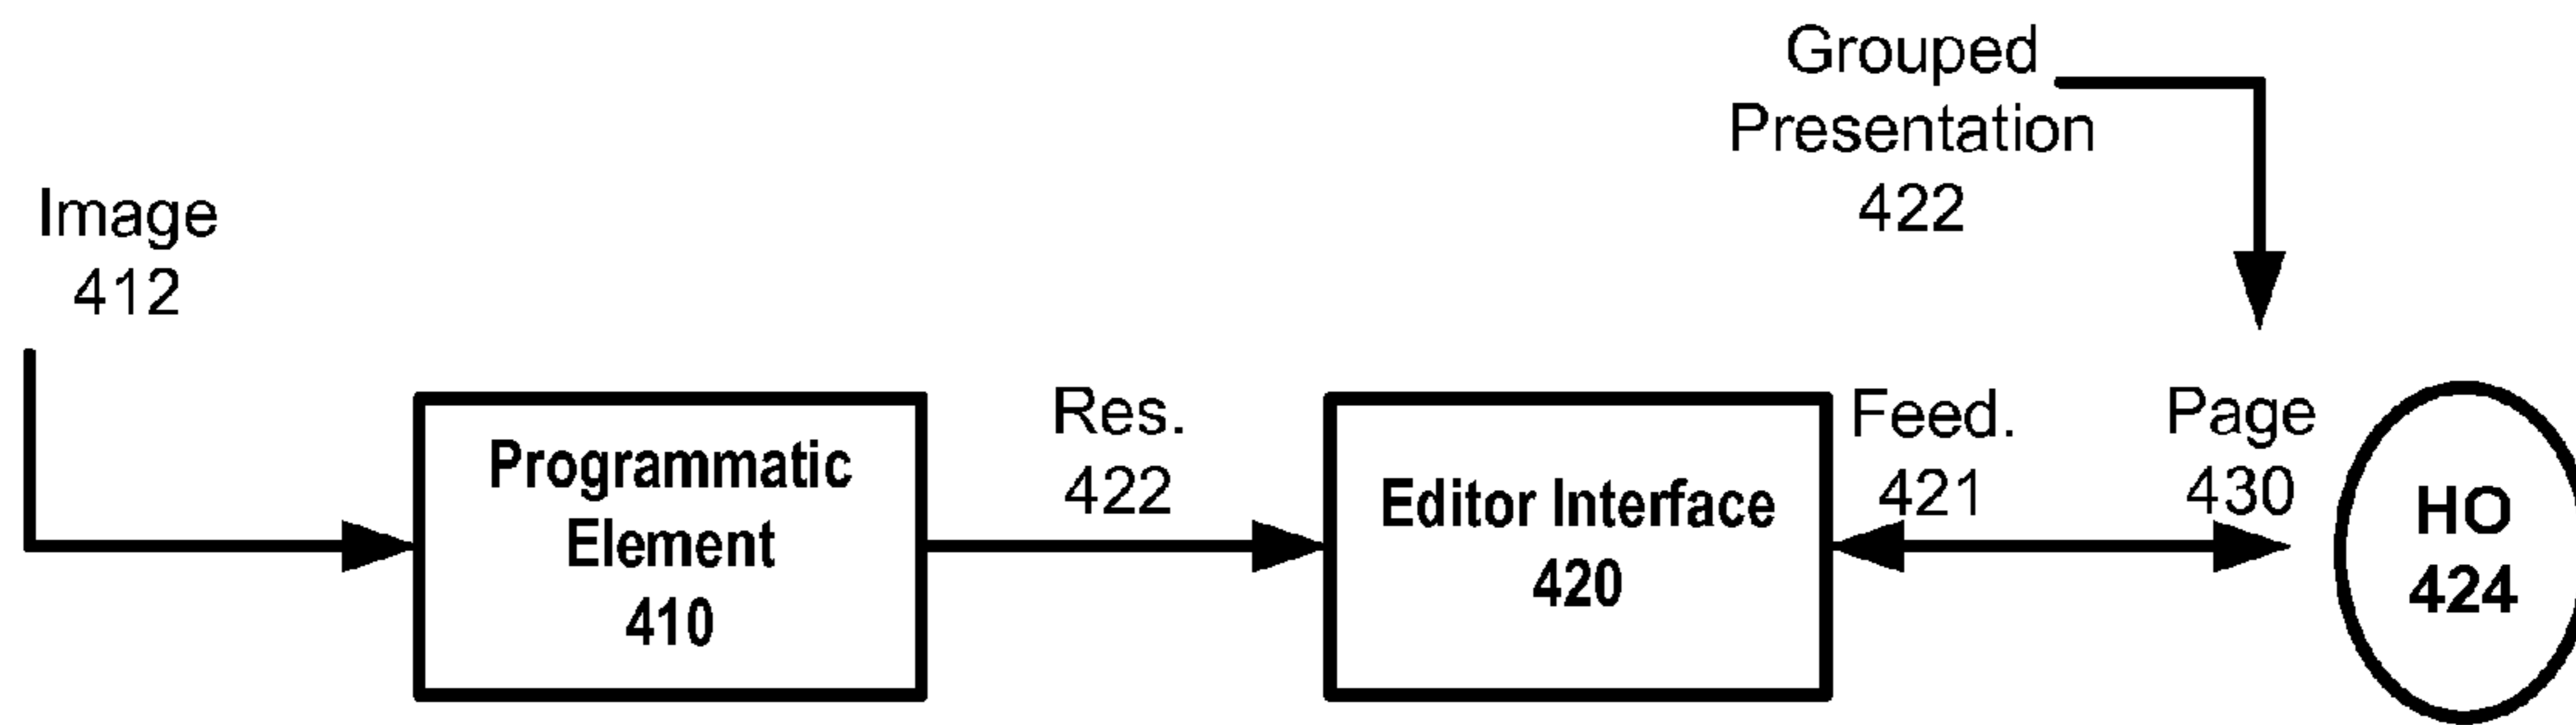 Grouped
Presentation
422
Image
412
Programmatic
Element
410
Res.
422
Editor Interface
420
Feed.
421
Page
430
HO
424